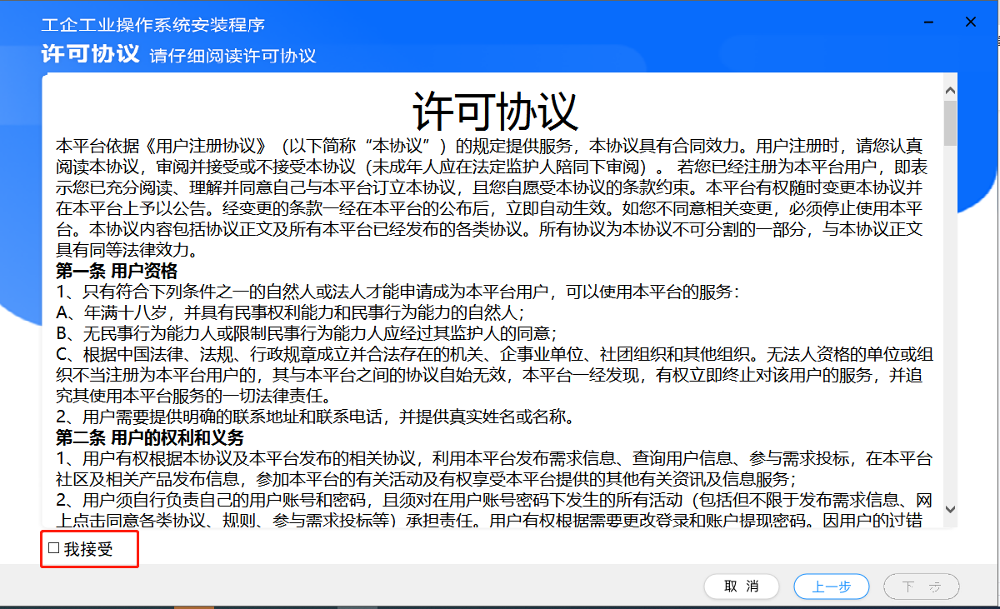 工企工业操作系统安装程序
许可协议 请仔细阅读许可协议
许可协议
本平台依据《用户注册协议》（以下简称“本协议”）的规定提供服务，本协议具有合同效力。用户注册时，请您认真
阅读本协议，审阅并接受或不接受本协议（未成年人应在法定监护人陪同下审阅）。 若您已经注册为本平台用户，即表
示您已充分阅读、理解并同意自己与本平台订立本协议，且您自愿受本协议的条款约束。本平台有权随时变更本协议并
在本平台上予以公告。经变更的条款一经在本平台的公布后，立即自动生效。如您不同意相关变更，必须停止使用本平
台。本协议内容包括协议正文及所有本平台已经发布的各类协议。所有协议为本协议不可分割的一部分，与本协议正文
具有同等法律效力。
第一条 用户资格
1、只有符合下列条件之一的自然人或法人才能申请成为本平台用户，可以使用本平台的服务：
A、年满十八岁，并具有民事权利能力和民事行为能力的自然人；
B、无民事行为能力人或限制民事行为能力人应经过其监护人的同意；
C、根据中国法律、法规、行政规章成立并合法存在的机关、企事业单位、社团组织和其他组织。无法人资格的单位或组
织不当注册为本平台用户的，其与本平台之间的协议自始无效，本平台一经发现，有权立即终止对该用户的服务，并追
究其使用本平台服务的一切法律责任。
2、用户需要提供明确的联系地址和联系电话，并提供真实姓名或名称。
第二条 用户的权利和义务
1、用户有权根据本协议及本平台发布的相关协议，利用本平台发布需求信息、查询用户信息、参与需求投标，在本平台
社区及相关产品发布信息，参加本平台的有关活动及有权享受本平台提供的其他有关资讯及信息服务；
2、用户须自行负责自己的用户账号和密码，且须对在用户账号密码下发生的所有活动（包括但不限于发布需求信息、网
上点击同意各类协议、规则、参与需求投标等）承担责任。用户有权根据需要更改登录和账户提现密码。因用户的过错
我接受
取 消 上一步 下 步